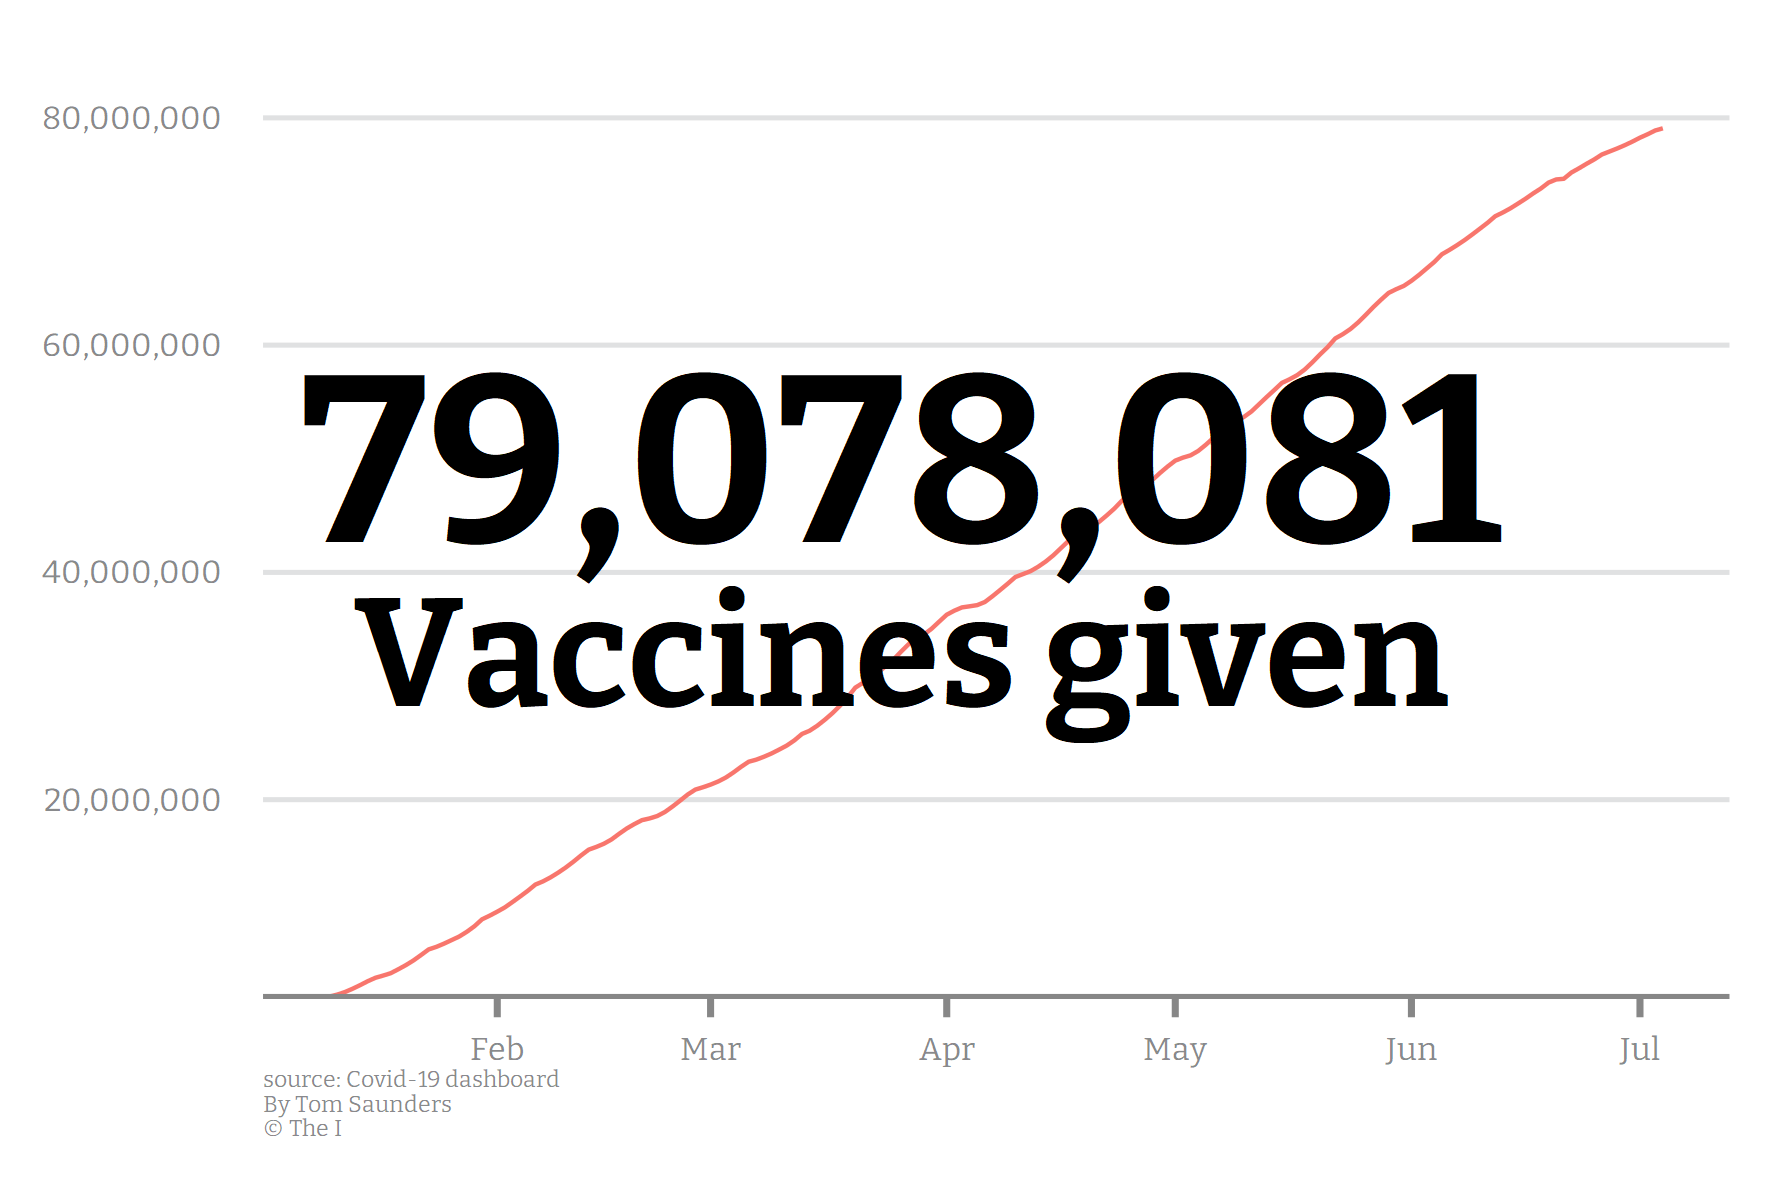 80,000,000
60,000,000
79,078,081
40,000,000
Vaccines given
20,000,000
Feb Mar Apr May Jun Jul
source: Covid-19 dashboard
By Tom Saunders
© The I